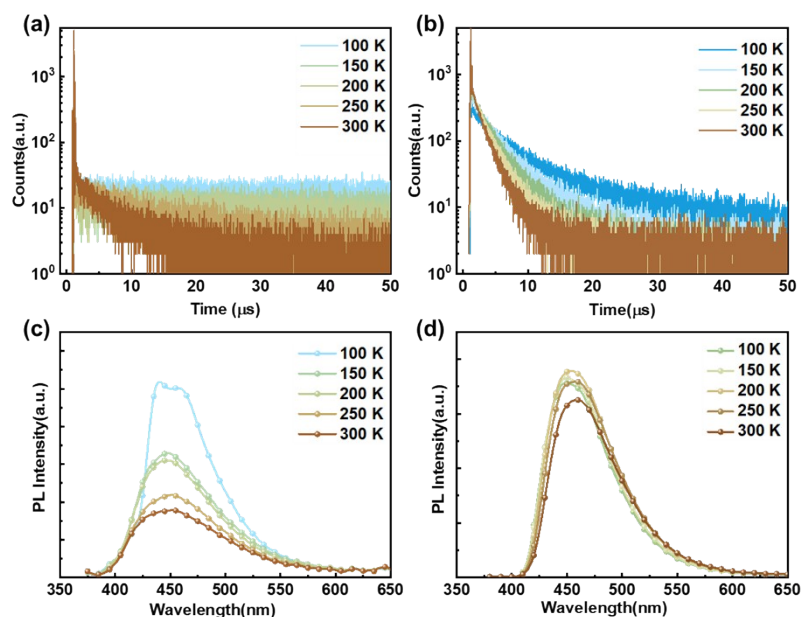 (a)
100 K
150 K
200 K
250 K
300 K
10³
10²
10¹
10⁰
Counts(a.u.)
0 10 20 30 40 50
Time (μs)
(b)
100 K
150 K
200 K
250 K
300 K
10³
10²
10¹
10⁰
Counts(a.u.)
0 10 20 30 40 50
Time(μs)
(c)
100 K
150 K
200 K
250 K
300 K
PL Intensity(a.u.)
350 400 450 500 550 600 650
Wavelength(nm)
(d)
100 K
150 K
200 K
250 K
300 K
PL Intensity(a.u.)
350 400 450 500 550 600 650
Wavelength(nm)